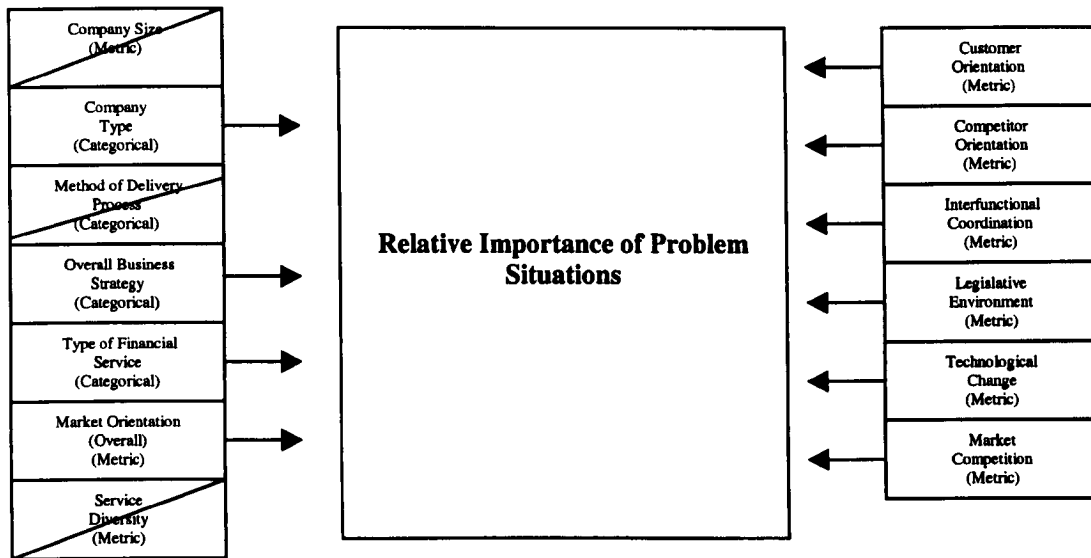 Company Size
(Metric)
Company
Type
(Categorical)
Method of Delivery
Process
(Categorical)
Overall Business
Strategy
(Categorical)
Type of Financial
Service
(Categorical)
Market Orientation
(Overall)
(Metric)
Service
Diversity
(Metric)
Relative Importance of Problem
Situations
Customer
Orientation
(Metric)
Competitor
Orientation
(Metric)
Interfunctional
Coordination
(Metric)
Legislative
Environment
(Metric)
Technological
Change
(Metric)
Market
Competition
(Metric)